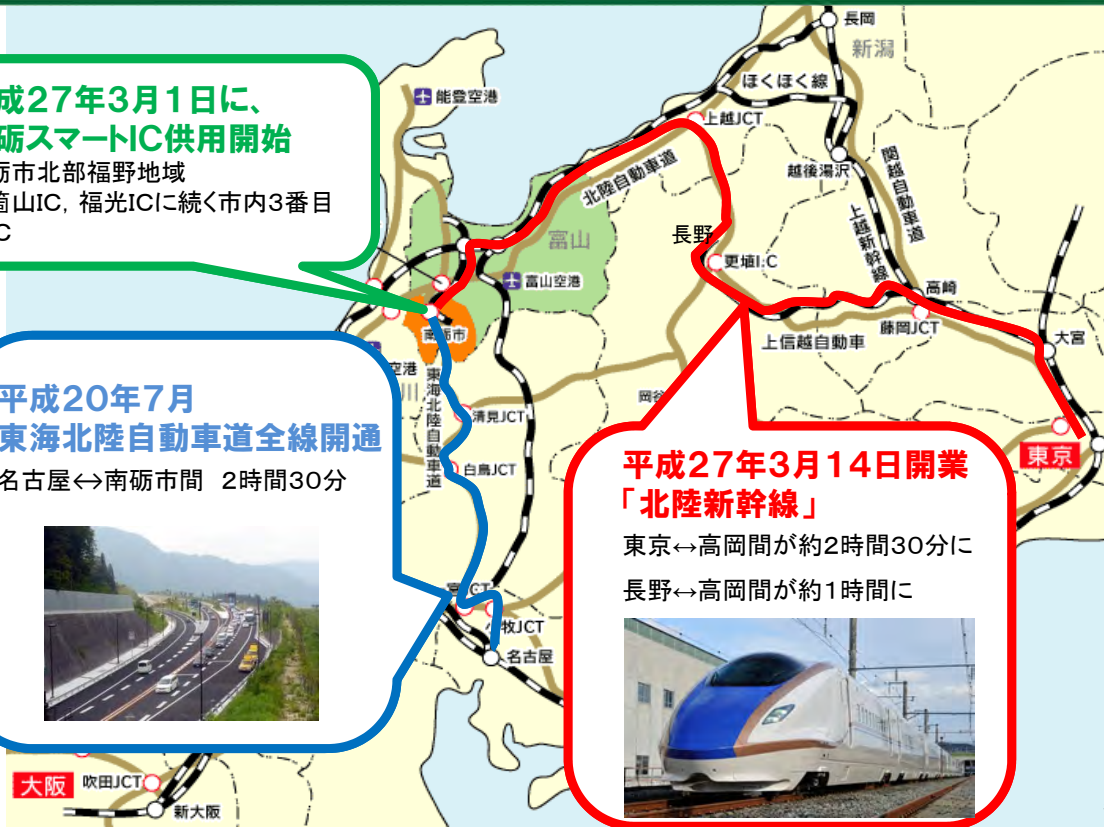 成27年3月1日に、
砺スマートIC供用開始
砺市北部福野地域
箇山IC, 福光ICに続く市内3番目
C
平成20年7月
東海北陸自動車道全線開通
名古屋↔南砺市間 2時間30分
平成27年3月14日開業
「北陸新幹線」
東京↔高岡間が約2時間30分に
長野↔高岡間が約1時間に
長岡
新潟
能登空港
ほくほく線
上越JCT
北陸自動車道
越後湯沢
関越自動車道
上越新幹線
富山
長野
更埴I.C
富山空港
高崎
藤岡JCT
上信越自動車
大宮
南砺市
空港
川
東海北陸自動車道
清見JCT
岡谷
白鳥JCT
東京
JCT
牧JCT
名古屋
大阪
吹田JCT
新大阪